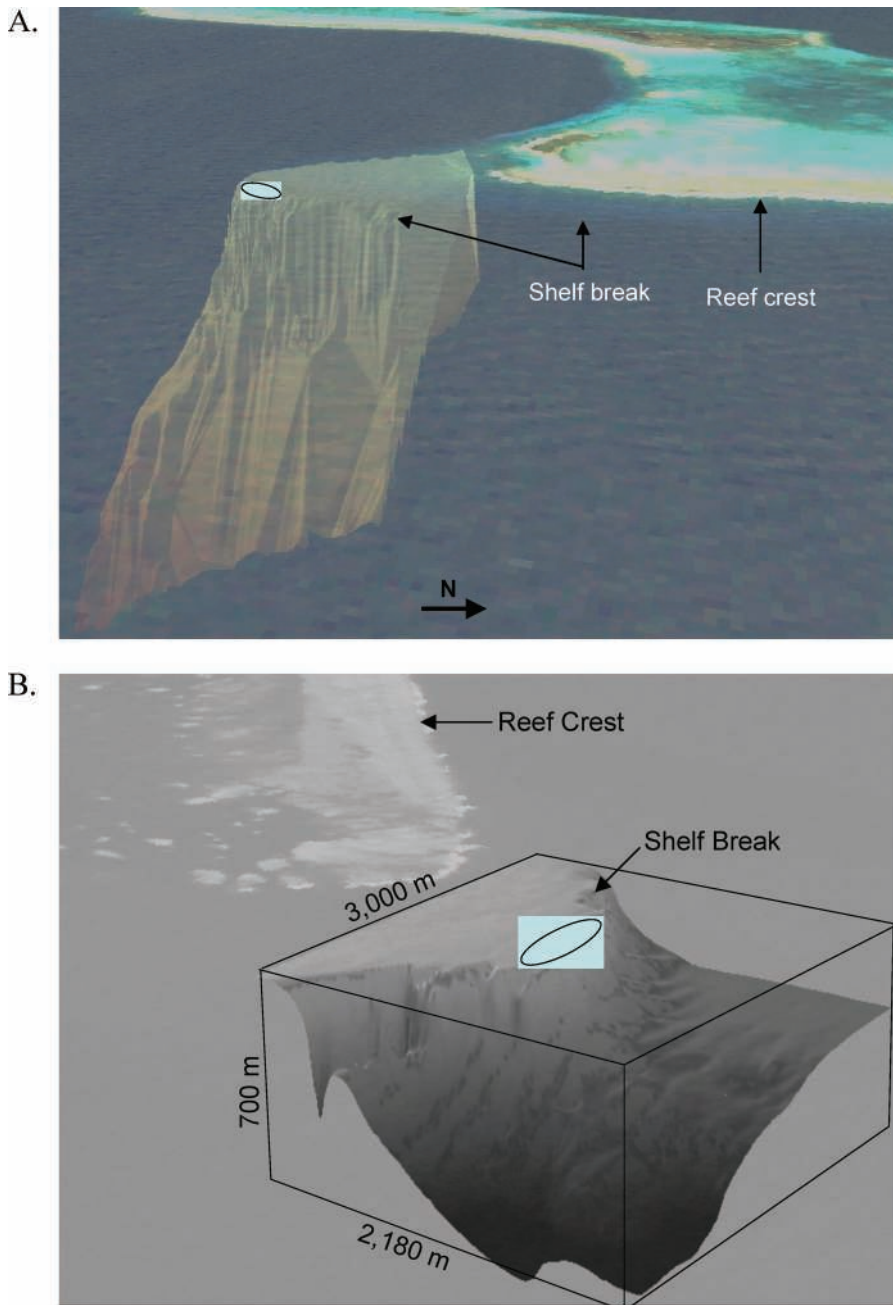 A.
Shelf break
Reef crest
N
B.
Reef Crest
Shelf Break
3,000 m
700 m
2,180 m